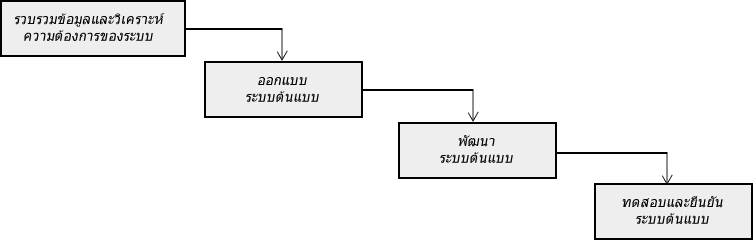 รวบรวมข้อมูลและวิเคราะห์
ความต้องการของระบบ
ออกแบบ
ระบบต้นแบบ
พัฒนา
ระบบต้นแบบ
ทดสอบและยืนยัน
ระบบต้นแบบ